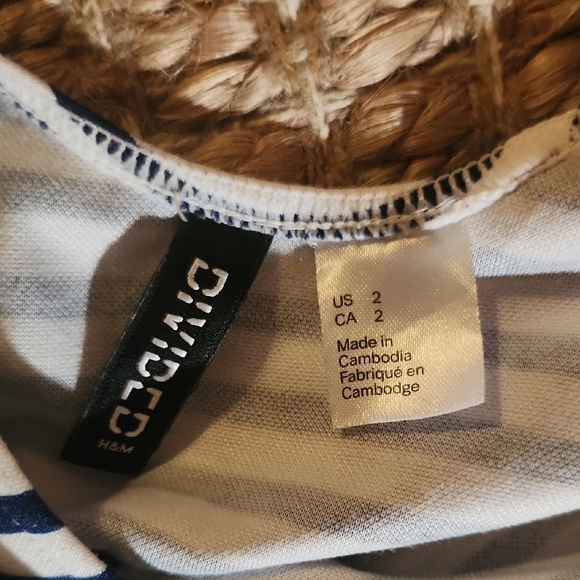 DIVIDED
H&M
US 2
CA 2
Made in
Cambodia
Fabriqué en
Cambodge